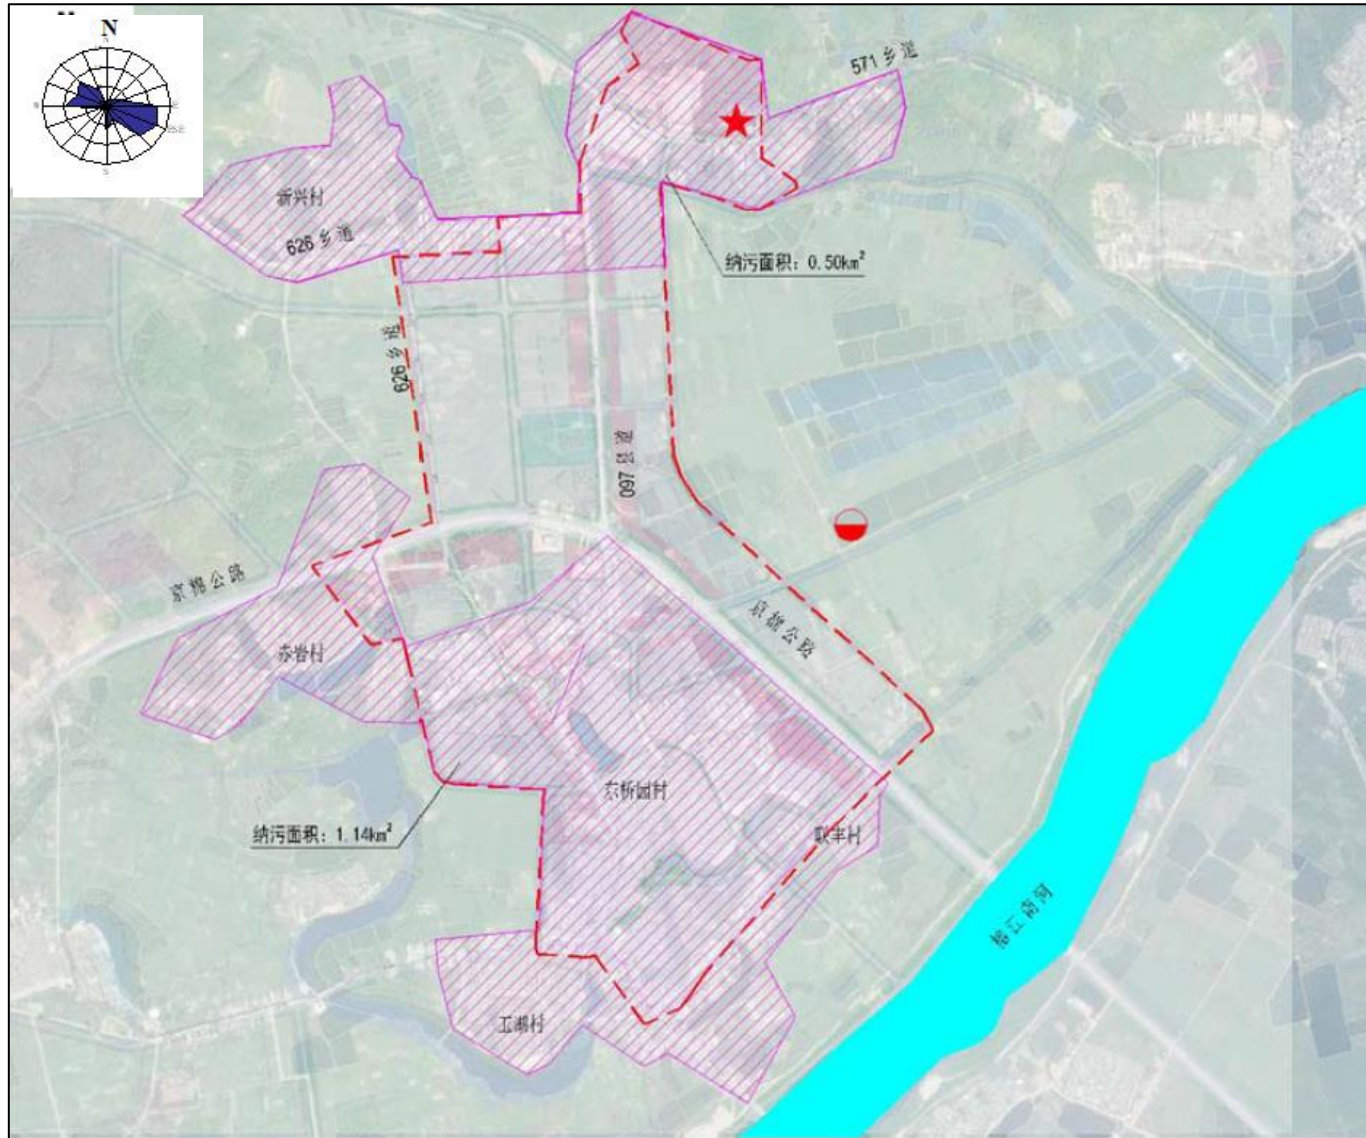 N
571 乡道
新兴村
626 乡道
纳污面积：0.50km²
626 乡道
097 县道
京棉公路
京棉公路
赤岩村
东桥园村
联丰村
纳污面积：1.14km²
榕江南河
玉湖村
S